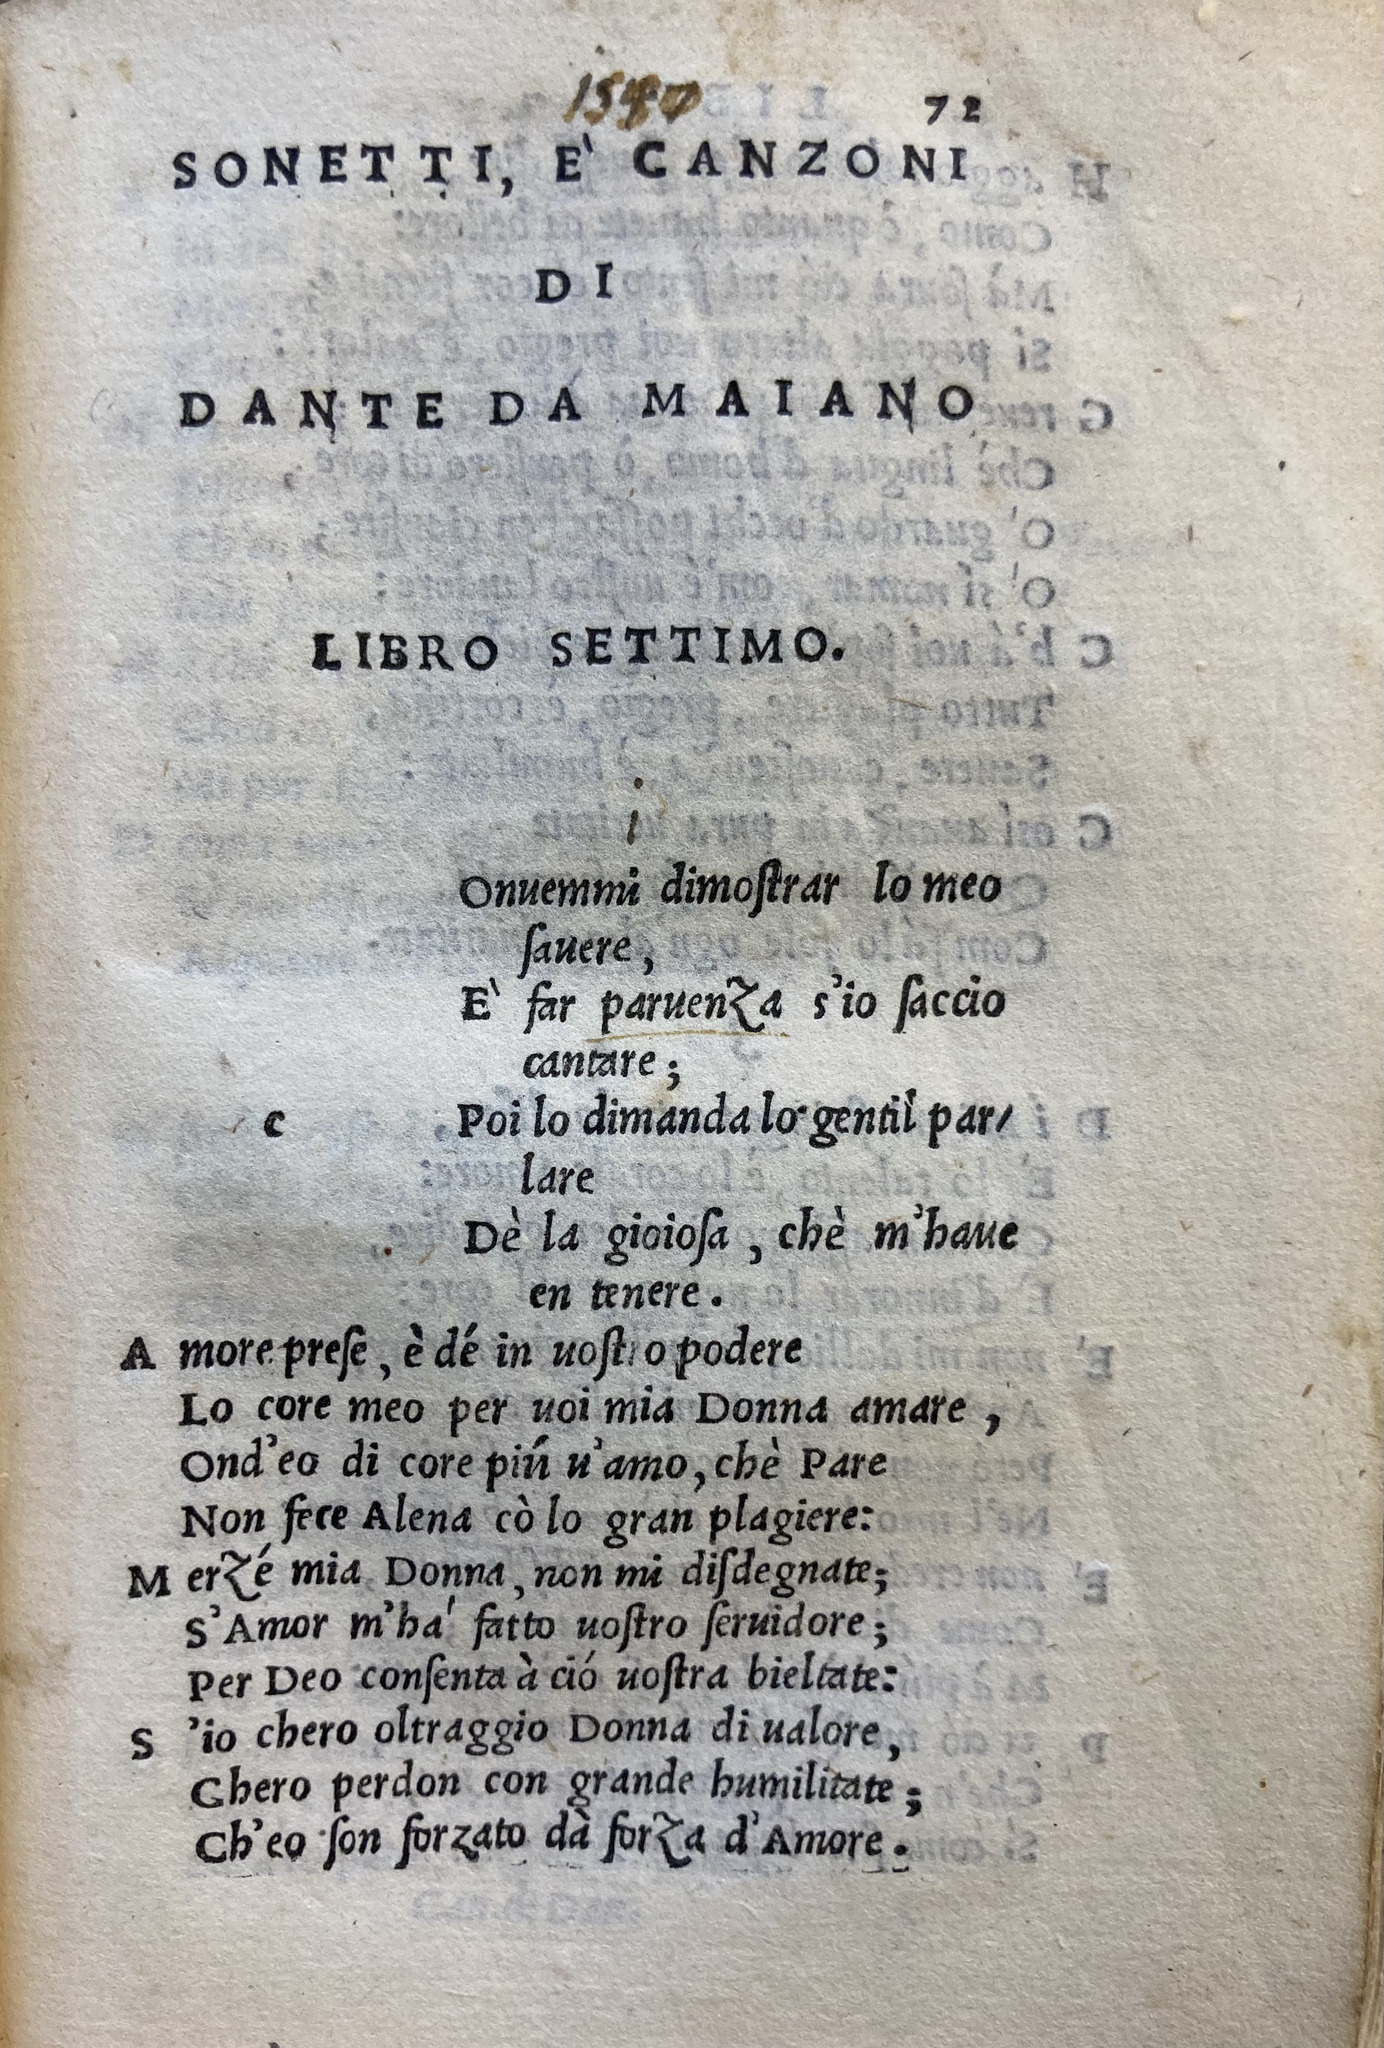 72
SONETTI, E' CANZONI
DI
DANTE DA MAIANO
LIBRO SETTIMO.
i
Onuemmi dimoſtrar lo meo
ſauere,
E' far paruenza s'io ſaccio
cantare;
C Poi lo dimanda lo gentil par/
lare
Dè la gioioſa, chè m'haue
en tenere.
A more preſe, è dé in uoſtro podere
Lo core meo per uoi mia Donna amare,
Ond'eo di core piú u'amo, chè Pare
Non fece Alena cò lo gran plagiere:
M erzé mia Donna, non mi diſdegnate;
S'Amor m'ha' fatto uoſtro ſeruidore;
Per Deo conſenta à ció uoſtra bieltate:
S 'io chero oltraggio Donna di ualore,
Chero perdon con grande humilitate;
Ch'eo ſon forzato dà forza d'Amore.